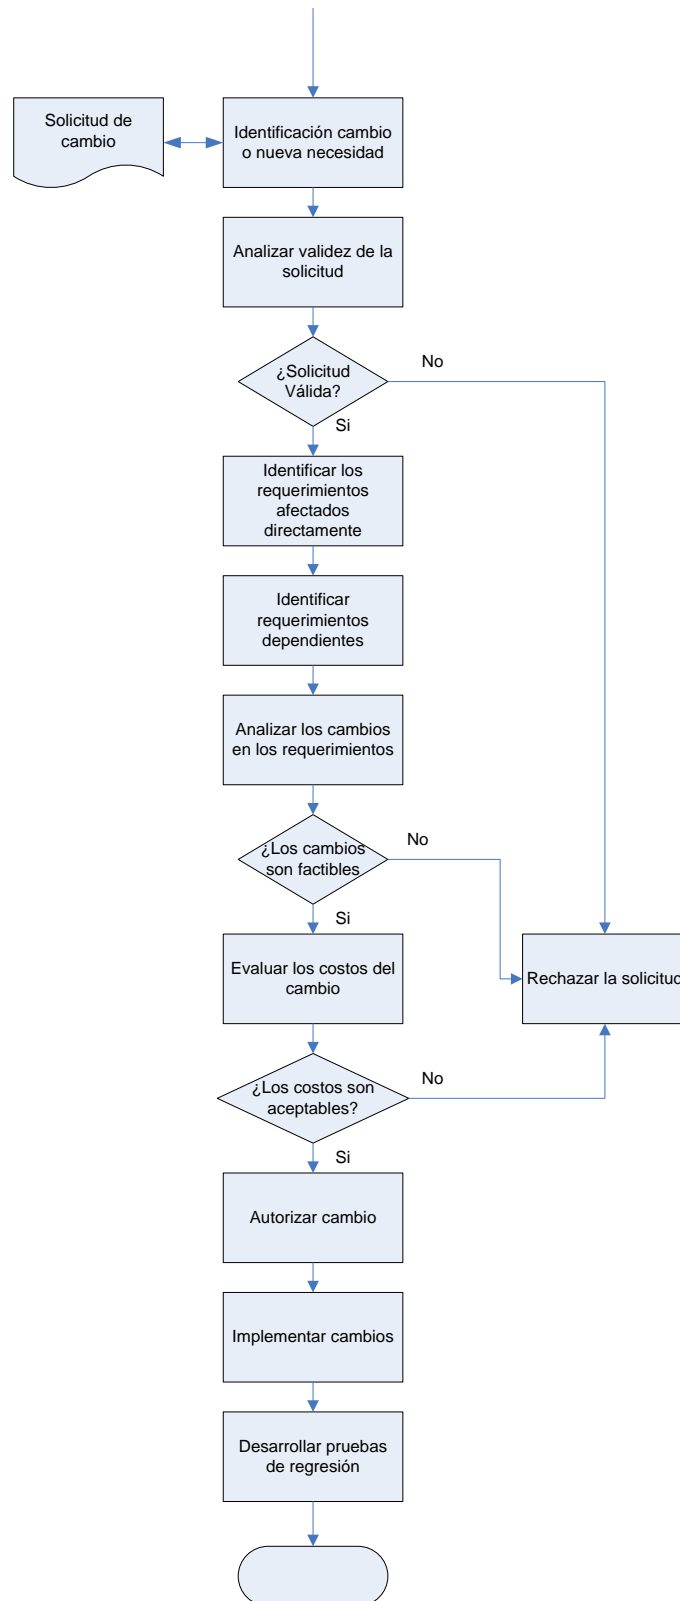 Solicitud de
cambio
Identificación cambio
o nueva necesidad
Analizar validez de la
solicitud
¿Solicitud
Válida?
No
Si
Identificar los
requerimientos
afectados
directamente
Identificar
requerimientos
dependientes
Analizar los cambios
en los requerimientos
¿Los cambios
son factibles
No
Si
Evaluar los costos del
cambio
Rechazar la solicitud
¿Los costos son
aceptables?
No
Si
Autorizar cambio
Implementar cambios
Desarrollar pruebas
de regresión